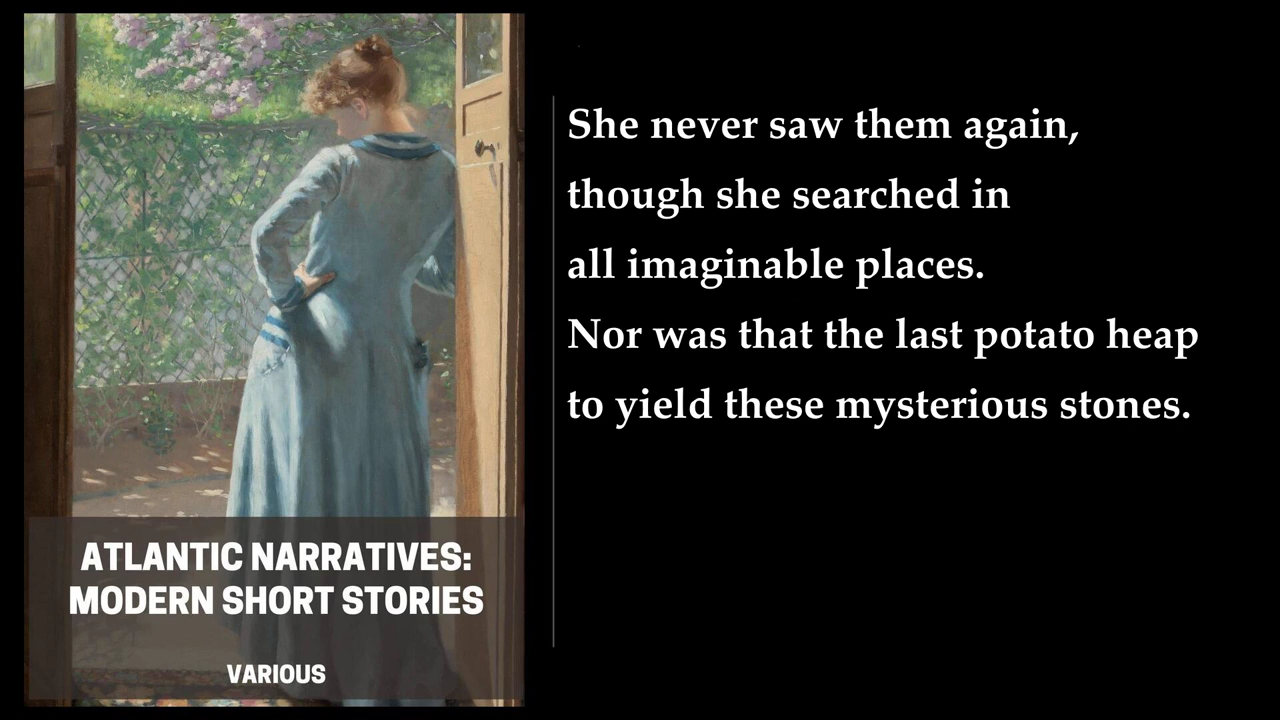 She never saw them again,
though she searched in
all imaginable places.
Nor was that the last potato heap
to yield these mysterious stones.
ATLANTIC NARRATIVES:
MODERN SHORT STORIES
VARIOUS